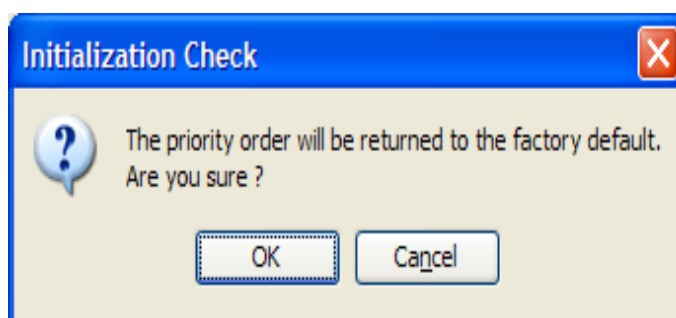 Initialization Check
The priority order will be returned to the factory default.
Are you sure ?
OK Cancel